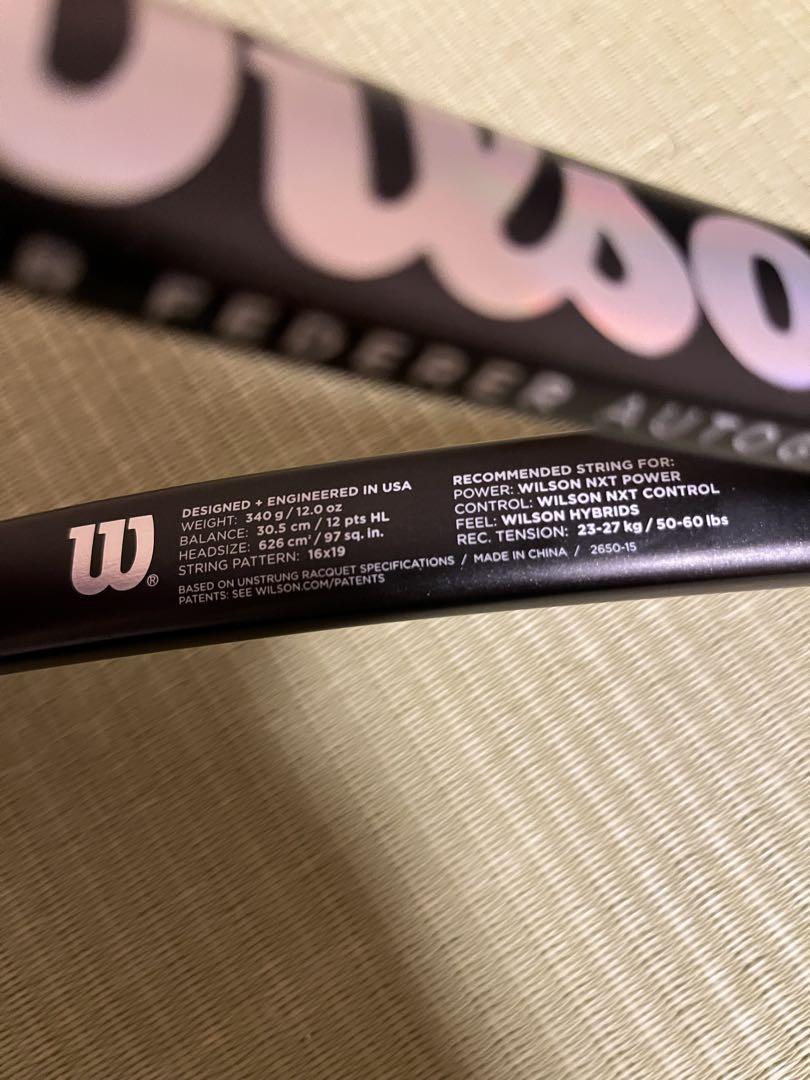 Wilso
R FEDERER AUTOG
W®
DESIGNED + ENGINEERED IN USA
WEIGHT: 340 g / 12.0 oz
BALANCE: 30.5 cm / 12 pts HL
HEADSIZE: 626 cm² / 97 sq. in.
STRING PATTERN: 16x19
BASED ON UNSTRUNG RACQUET SPECIFICATIONS / MADE IN CHINA / 2650-15
PATENTS: SEE WILSON.COM/PATENTS
RECOMMENDED STRING FOR:
POWER: WILSON NXT POWER
CONTROL: WILSON NXT CONTROL
FEEL: WILSON HYBRIDS
REC. TENSION: 23-27 kg / 50-60 lbs